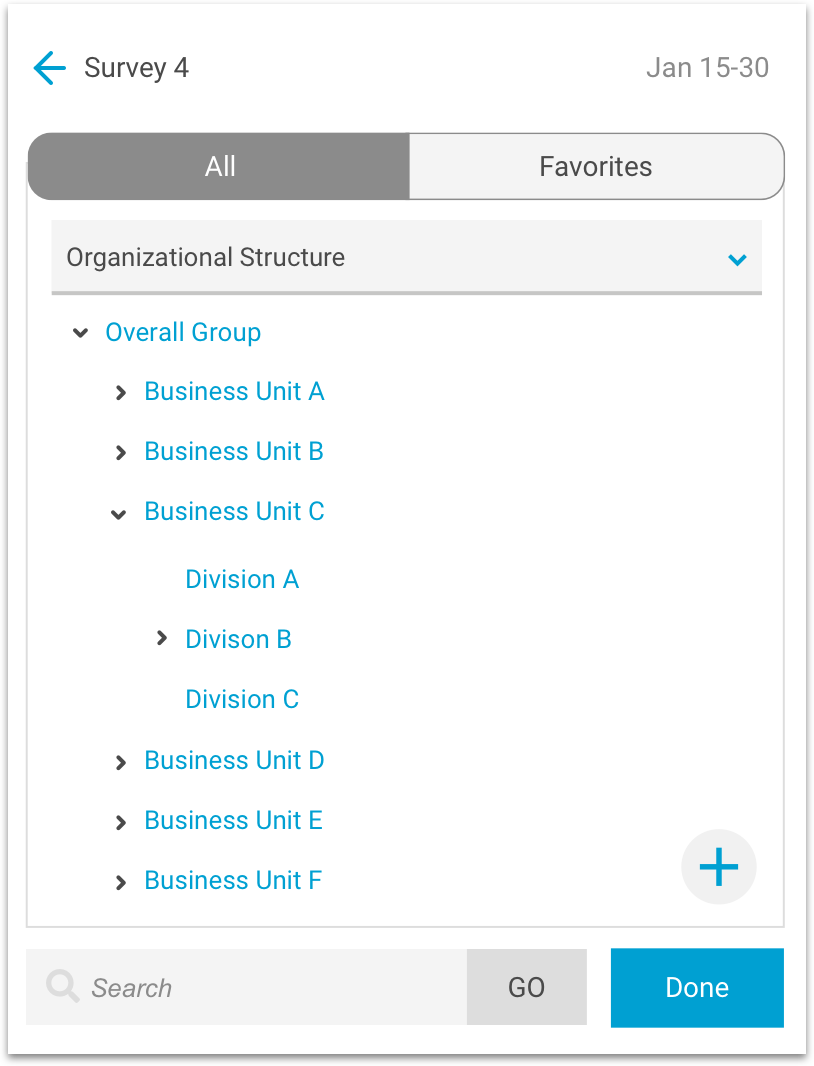 Survey 4 Jan 15-30
All Favorites
Organizational Structure
Overall Group
Business Unit A
Business Unit B
Business Unit C
Division A
Divison B
Division C
Business Unit D
Business Unit E
Business Unit F
Search GO Done